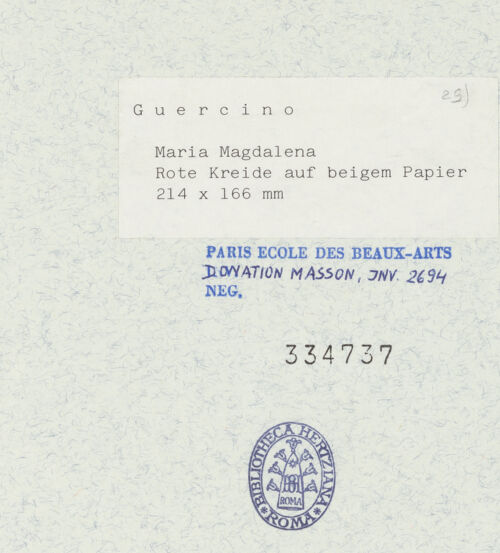 29)
Guercino
Maria Magdalena
Rote Kreide auf beigem Papier
214 x 166 mm
PARIS ECOLE DES BEAUX-ARTS
DONATION MASSON, INV. 2694
NEG.
334737
BIBLIOTHECA HERTZIANA
ROMA
*ROMA*